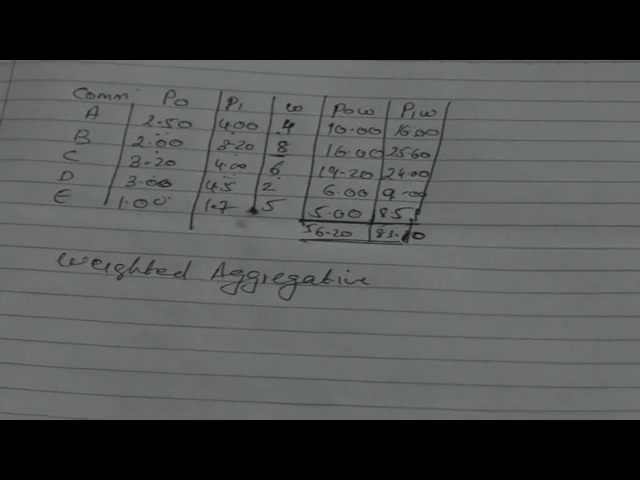 Comm: P0 P1 w P0w P1w
A 2.50 4.00 4 10.00 16.00
B 2.00 3.20 8 16.00 25.60
C 3.20 4.00 6 19.20 24.00
D 3.00 4.5 2 6.00 9.00
E 1.00 1.7 5 5.00 8.5
56.20 83.10
Weighted Aggregative